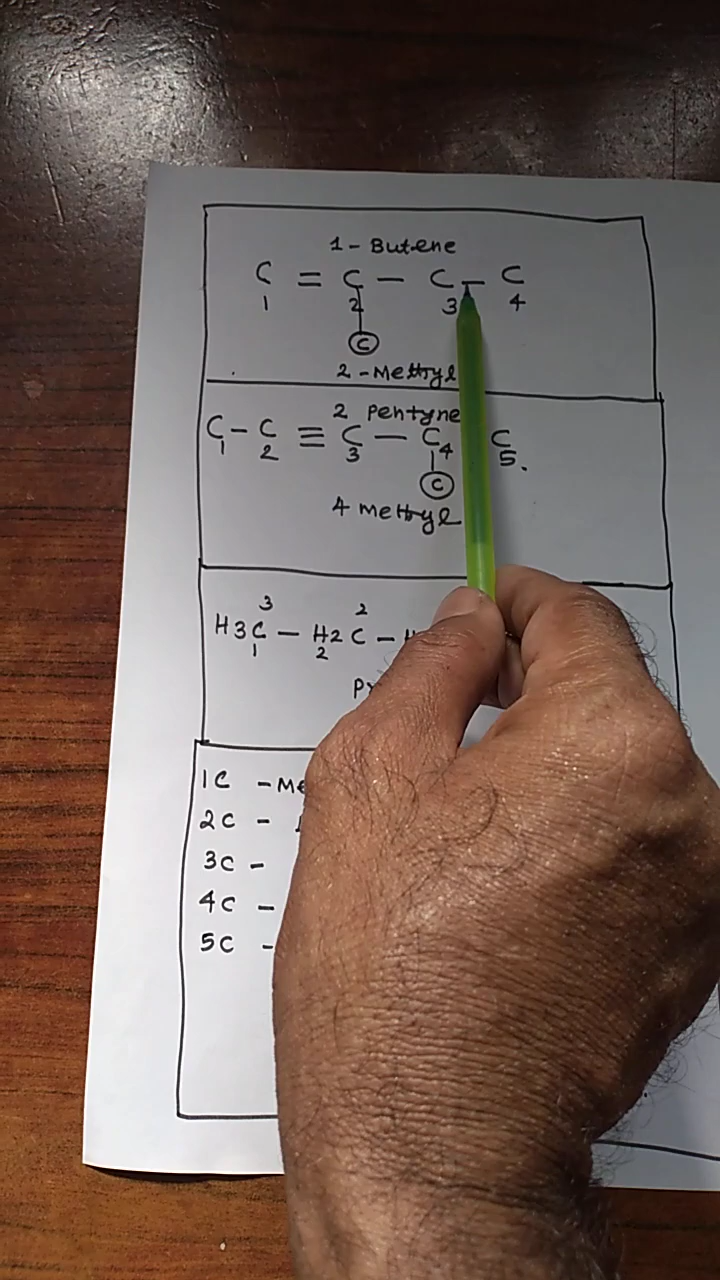 1 - Butene
C = C - C - C
1 2 3 4
C
2 - Methyl
2 Pentyne
C - C ≡ C - C C
1 2 3 4 5.
C
4 methyl
3 2
H3C - H2C -
1 2
1C - Me
2C -
3C -
4C -
5C -